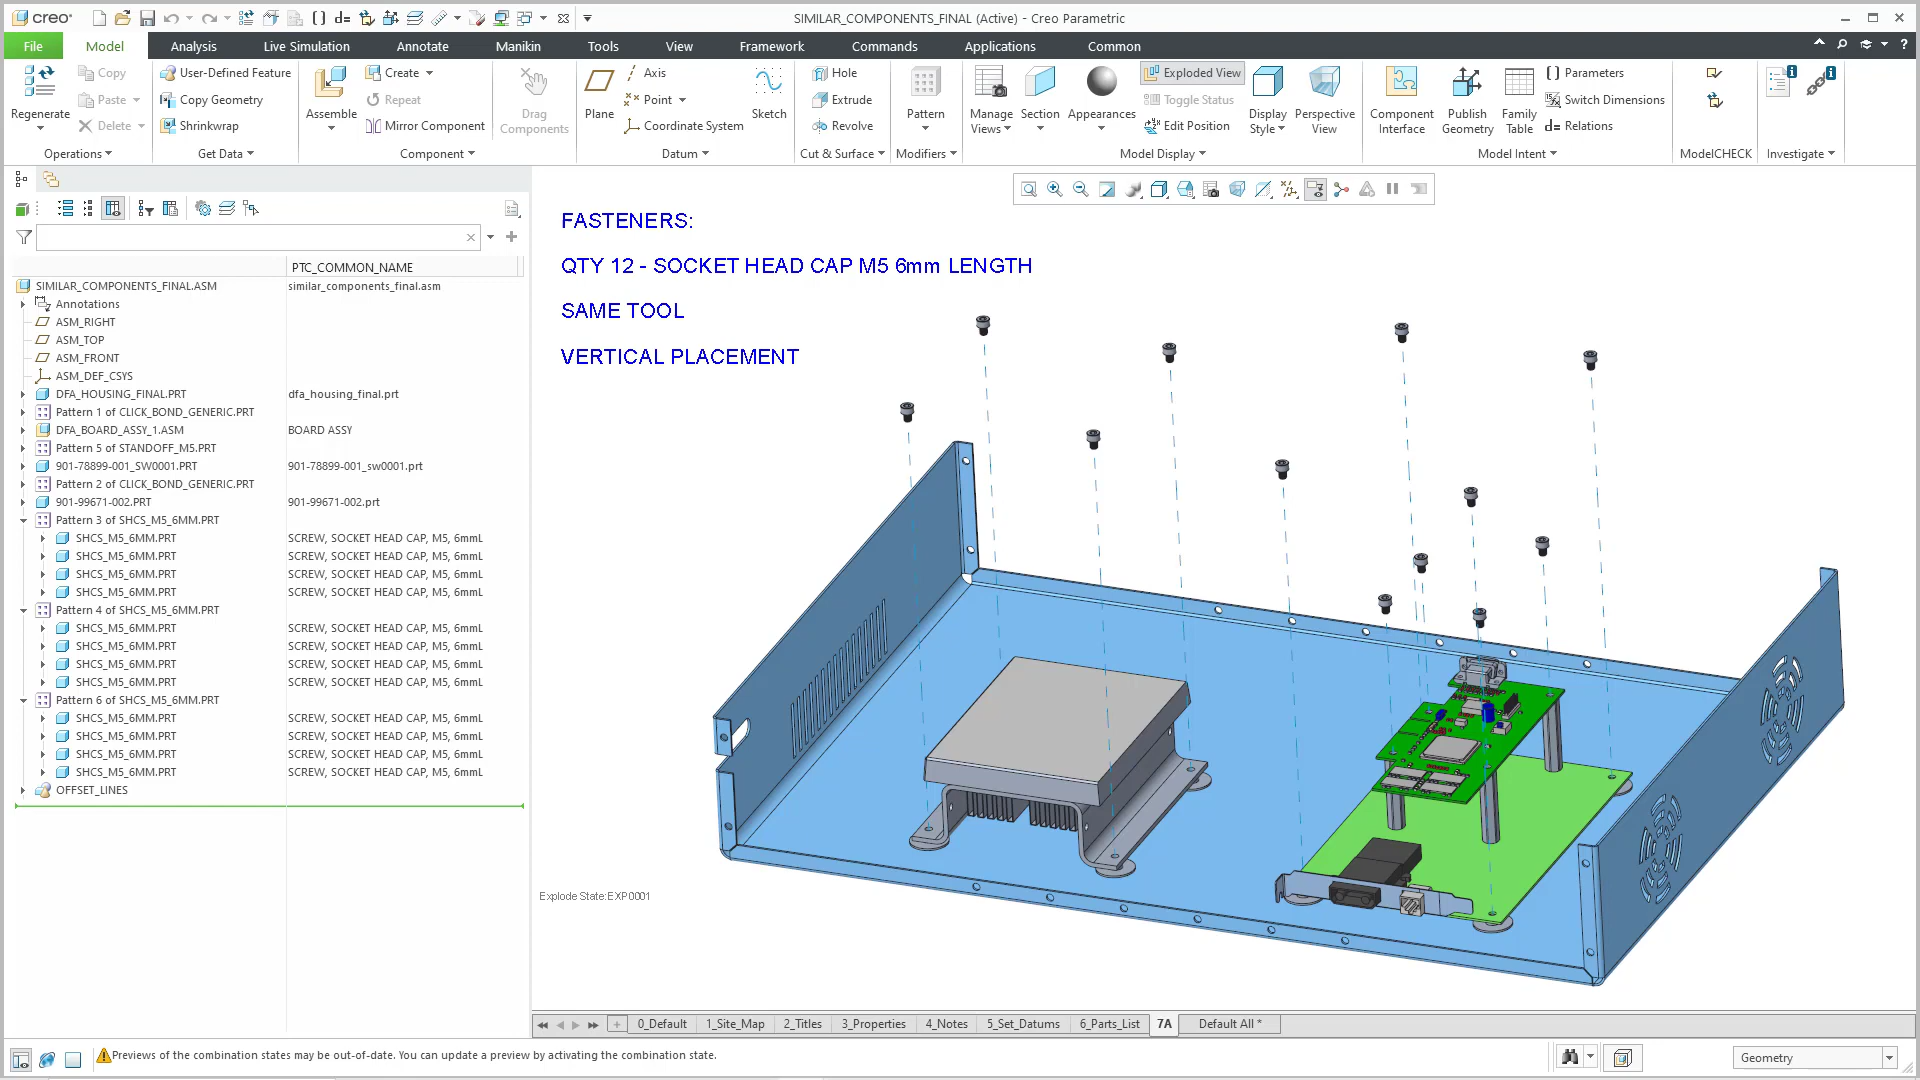 creo°
SIMILAR_COMPONENTS_FINAL (Active) - Creo Parametric
File
Model
Analysis
Live Simulation
Annotate
Manikin
Tools
View
Framework
Commands
Applications
Common
Regenerate
Copy
Paste
Delete
Operations
User-Defined Feature
Copy Geometry
Shrinkwrap
Get Data
Assemble
Create
Repeat
Mirror Component
Component
Drag Components
Plane
Axis
Point
Coordinate System
Sketch
Datum
Hole
Extrude
Revolve
Cut & Surface
Pattern
Modifiers
Manage Views
Section
Appearances
Exploded View
Toggle Status
Edit Position
Display Style
Perspective View
Model Display
Component Interface
Publish Geometry
Family Table
Parameters
Switch Dimensions
d= Relations
Model Intent
ModelCHECK
Investigate
PTC_COMMON_NAME
SIMILAR_COMPONENTS_FINAL.ASM similar_components_final.asm
Annotations
ASM_RIGHT
ASM_TOP
ASM_FRONT
ASM_DEF_CSYS
DFA_HOUSING_FINAL.PRT dfa_housing_final.prt
Pattern 1 of CLICK_BOND_GENERIC.PRT
DFA_BOARD_ASSY_1.ASM BOARD ASSY
Pattern 5 of STANDOFF_M5.PRT
901-78899-001_SW0001.PRT 901-78899-001_sw0001.prt
Pattern 2 of CLICK_BOND_GENERIC.PRT
901-99671-002.PRT 901-99671-002.prt
Pattern 3 of SHCS_M5_6MM.PRT
SHCS_M5_6MM.PRT SCREW, SOCKET HEAD CAP, M5, 6mmL
SHCS_M5_6MM.PRT SCREW, SOCKET HEAD CAP, M5, 6mmL
SHCS_M5_6MM.PRT SCREW, SOCKET HEAD CAP, M5, 6mmL
SHCS_M5_6MM.PRT SCREW, SOCKET HEAD CAP, M5, 6mmL
Pattern 4 of SHCS_M5_6MM.PRT
SHCS_M5_6MM.PRT SCREW, SOCKET HEAD CAP, M5, 6mmL
SHCS_M5_6MM.PRT SCREW, SOCKET HEAD CAP, M5, 6mmL
SHCS_M5_6MM.PRT SCREW, SOCKET HEAD CAP, M5, 6mmL
SHCS_M5_6MM.PRT SCREW, SOCKET HEAD CAP, M5, 6mmL
Pattern 6 of SHCS_M5_6MM.PRT
SHCS_M5_6MM.PRT SCREW, SOCKET HEAD CAP, M5, 6mmL
SHCS_M5_6MM.PRT SCREW, SOCKET HEAD CAP, M5, 6mmL
SHCS_M5_6MM.PRT SCREW, SOCKET HEAD CAP, M5, 6mmL
SHCS_M5_6MM.PRT SCREW, SOCKET HEAD CAP, M5, 6mmL
OFFSET_LINES
FASTENERS:
QTY 12 - SOCKET HEAD CAP M5 6mm LENGTH
SAME TOOL
VERTICAL PLACEMENT
Explode State:EXP0001
0_Default
1_Site_Map
2_Titles
3_Properties
4_Notes
5_Set_Datums
6_Parts_List
7A
Default All *
Previews of the combination states may be out-of-date. You can update a preview by activating the combination state.
Geometry